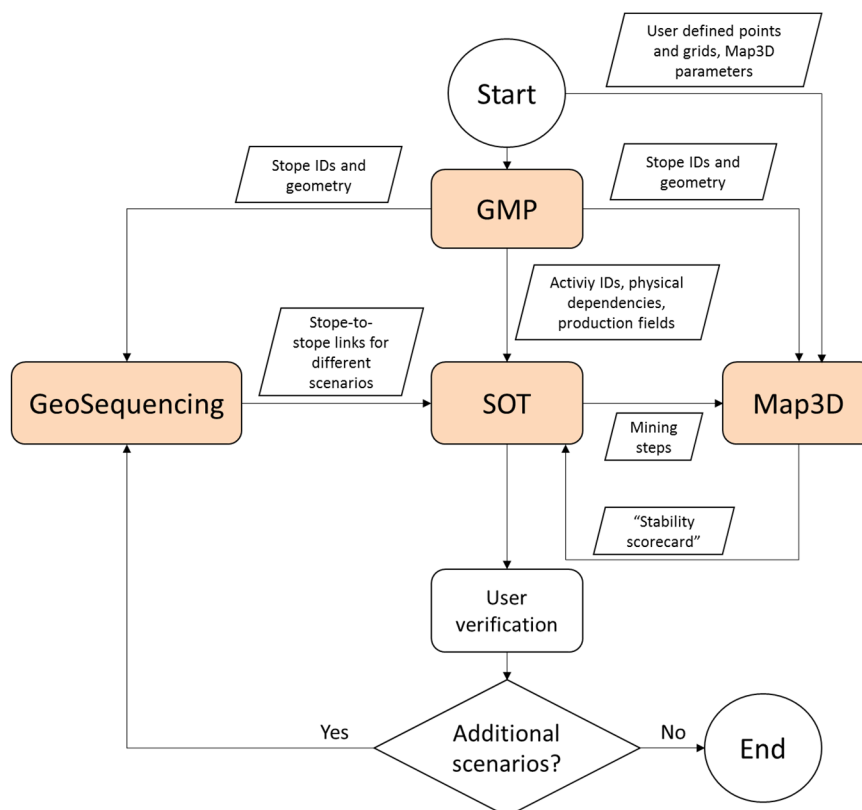 User defined points
and grids, Map3D
parameters
Start
Stope IDs and
geometry
GMP
Stope IDs and
geometry
Activiy IDs, physical
dependencies,
production fields
Stope-to-
stope links for
different
scenarios
GeoSequencing
SOT
Map3D
Mining
steps
“Stability
scorecard”
User
verification
Yes
Additional
scenarios?
No
End